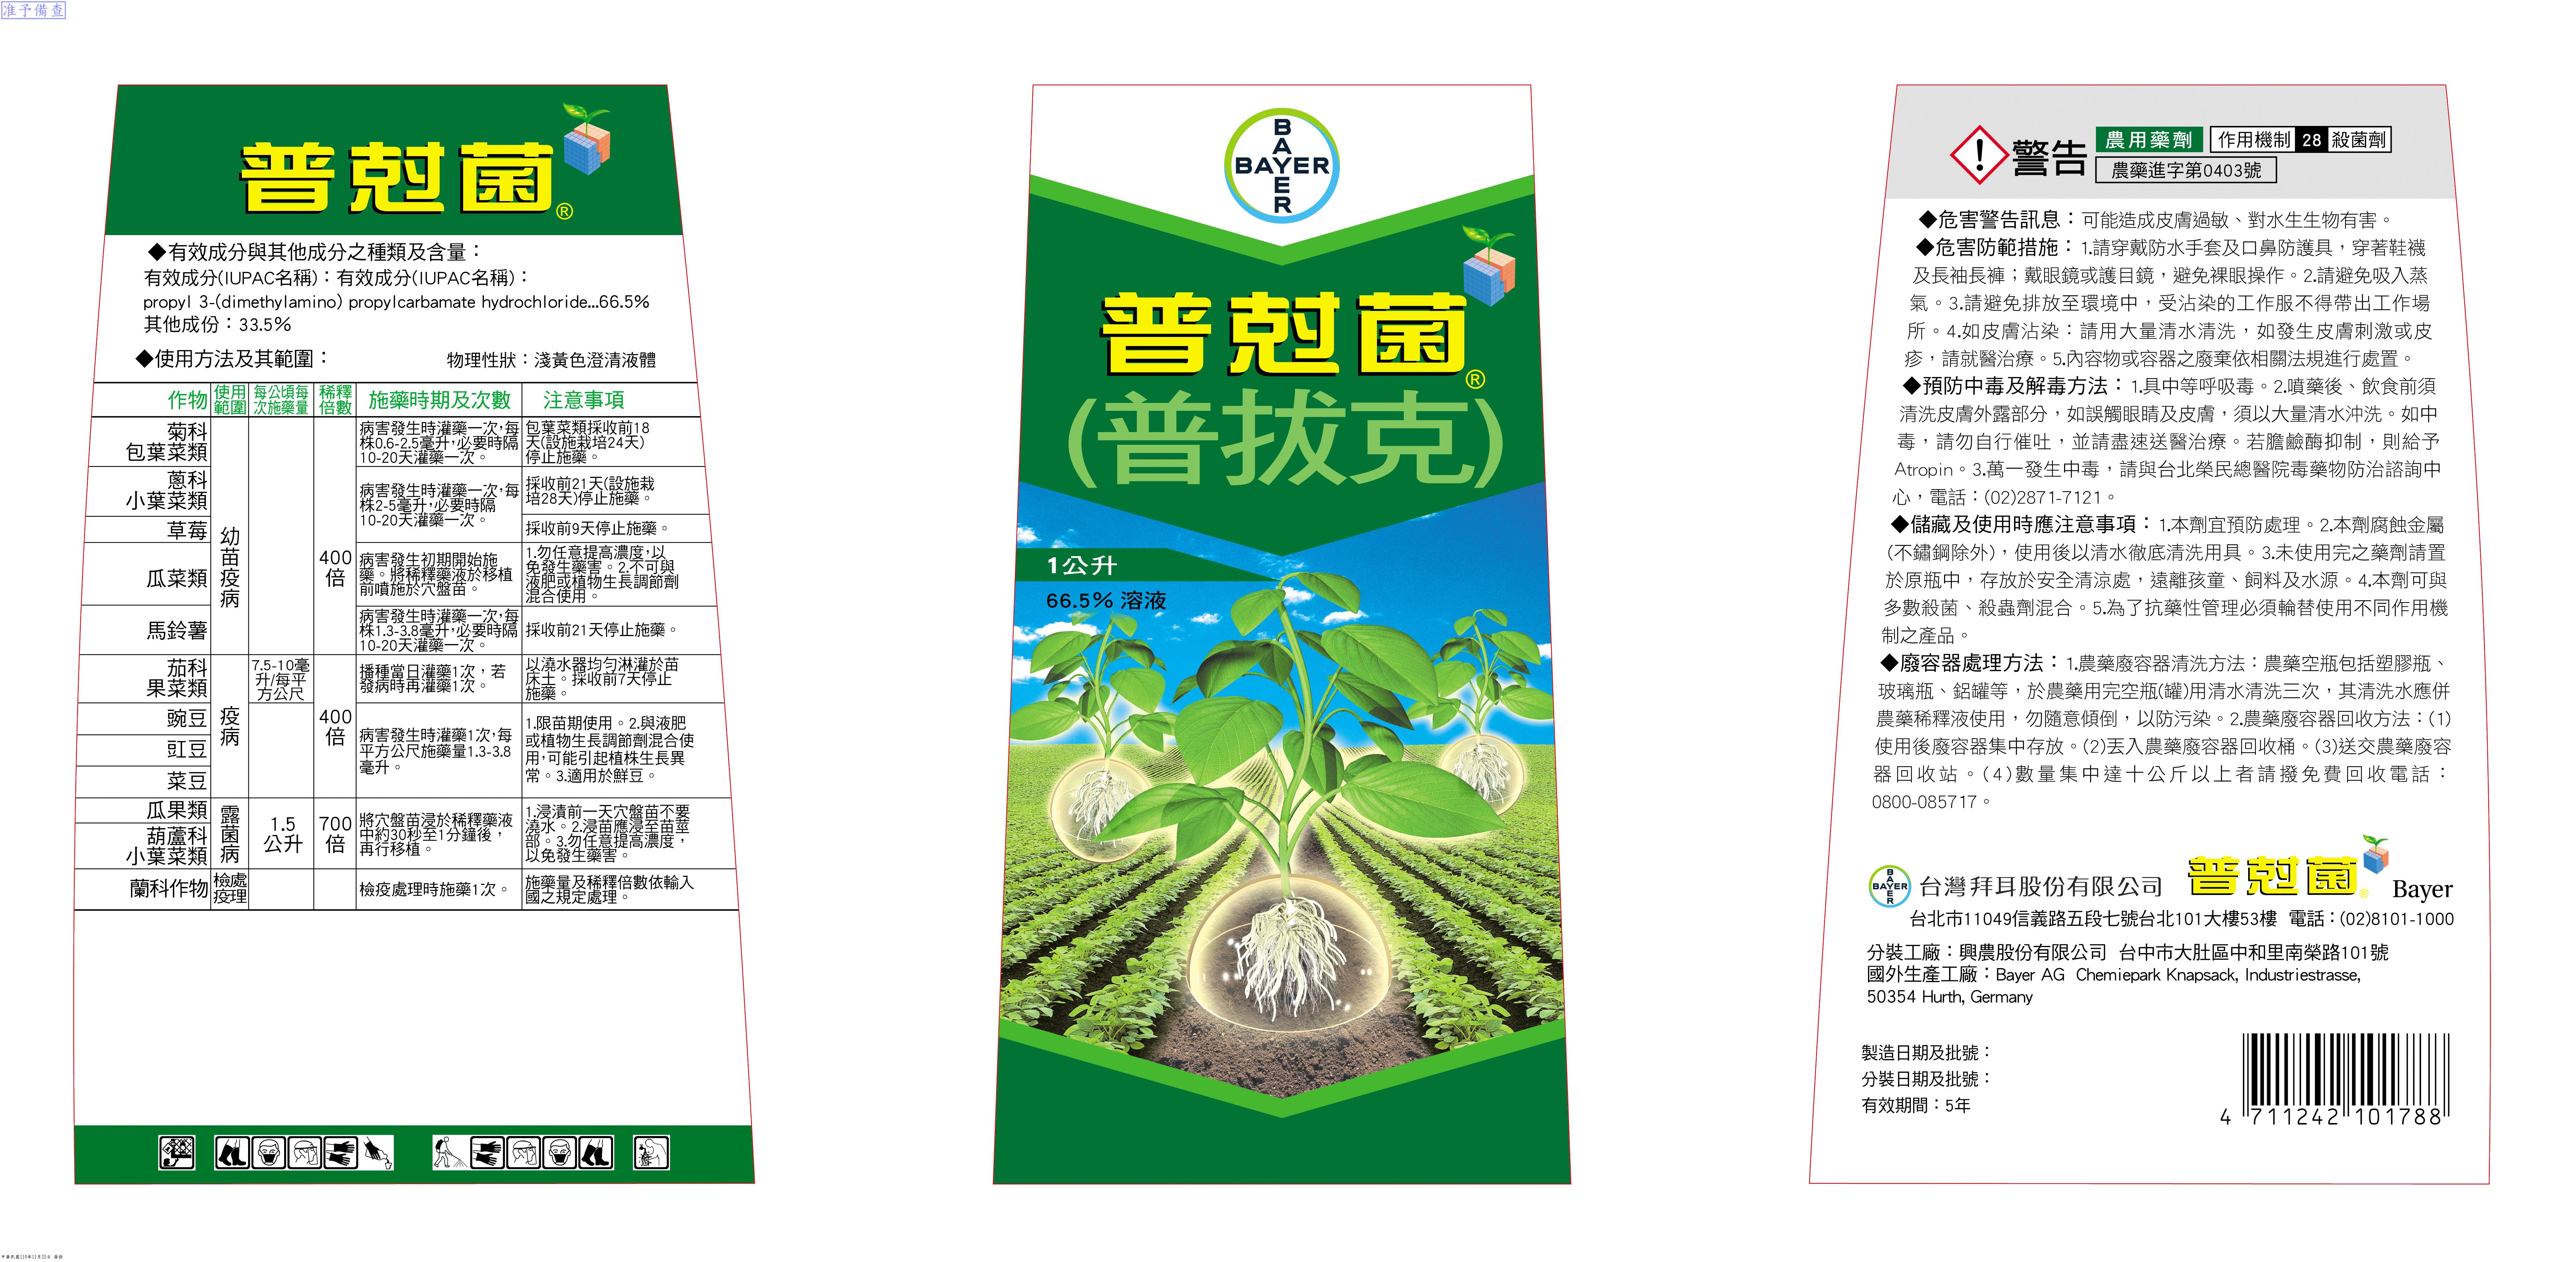 准予備查
普尅菌®
◆有效成分與其他成分之種類及含量：
有效成分(IUPAC名稱)：有效成分(IUPAC名稱)：
propyl 3-(dimethylamino) propylcarbamate hydrochloride...66.5%
其他成份：33.5%
◆使用方法及其範圍：
物理性狀：淺黃色澄清液體
作物 使用範圍 每公頃每次施藥量 稀釋倍數 施藥時期及次數 注意事項
菊科
包葉菜類
病害發生時灌藥一次，每
株0.6-2.5毫升，必要時隔
10-20天灌藥一次。
包葉菜類採收前18
天(設施栽培24天)
停止施藥。
蔥科
小葉菜類
草莓
病害發生時灌藥一次，每
株2-5毫升，必要時隔
10-20天灌藥一次。
採收前21天(設施栽
培28天)停止施藥。
採收前9天停止施藥。
幼苗疫病
400
倍
瓜菜類
病害發生初期開始施
藥。將稀釋藥液於移植
前噴施於穴盤苗。
1.勿任意提高濃度，以
免發生藥害。2.不可與
液肥或植物生長調節劑
混合使用。
馬鈴薯
病害發生時灌藥一次，每
株1.3-3.8毫升，必要時隔
10-20天灌藥一次。
採收前21天停止施藥。
茄科
果菜類
7.5-10毫
升/每平
方公尺
播種當日灌藥1次，若
發病時再灌藥1次。
以澆水器均勻淋灌於苗
床土。採收前7天停止
施藥。
疫病
400
倍
豌豆
豇豆
菜豆
病害發生時灌藥1次，每
平方公尺施藥量1.3-3.8
毫升。
1.限苗期使用。2.與液肥
或植物生長調節劑混合使
用，可能引起植株生長異
常。3.適用於鮮豆。
瓜果類
葫蘆科
小葉菜類
露菌病
1.5
公升
700
倍
將穴盤苗浸於稀釋藥液
中約30秒至1分鐘後，
再行移植。
1.浸漬前一天穴盤苗不要
澆水。2.浸苗應浸至苗莖
部。3.勿任意提高濃度，
以免發生藥害。
蘭科作物
檢疫處理
檢疫處理時施藥1次。
施藥量及稀釋倍數依輸入
國之規定處理。
BAYER
BAYER
普尅菌®
(普拔克)
1公升
66.5% 溶液
警告
農用藥劑 作用機制 28 殺菌劑
農藥進字第0403號
◆危害警告訊息：可能造成皮膚過敏、對水生生物有害。
◆危害防範措施：1.請穿戴防水手套及口鼻防護具，穿著鞋襪
及長袖長褲；戴眼鏡或護目鏡，避免裸眼操作。2.請避免吸入蒸
氣。3.請避免排放至環境中，受沾染的工作服不得帶出工作場
所。4.如皮膚沾染：請用大量清水清洗，如發生皮膚刺激或皮
疹，請就醫治療。5.內容物或容器之廢棄依相關法規進行處置。
◆預防中毒及解毒方法：1.具中等呼吸毒。2.噴藥後、飲食前須
清洗皮膚外露部分，如誤觸眼睛及皮膚，須以大量清水沖洗。如中
毒，請勿自行催吐，並請盡速送醫治療。若膽鹼酶抑制，則給予
Atropin。3.萬一發生中毒，請與台北榮民總醫院毒藥物防治諮詢中
心，電話：(02)2871-7121。
◆儲藏及使用時應注意事項：1.本劑宜預防處理。2.本劑腐蝕金屬
(不鏽鋼除外)，使用後以清水徹底清洗用具。3.未使用完之藥劑請置
於原瓶中，存放於安全清涼處，遠離孩童、飼料及水源。4.本劑可與
多數殺菌、殺蟲劑混合。5.為了抗藥性管理必須輪替使用不同作用機
制之產品。
◆廢容器處理方法：1.農藥廢容器清洗方法：農藥空瓶包括塑膠瓶、
玻璃瓶、鋁罐等，於農藥用完空瓶(罐)用清水清洗三次，其清洗水應併
農藥稀釋液使用，勿隨意傾倒，以防污染。2.農藥廢容器回收方法：(1)
使用後廢容器集中存放。(2)丟入農藥廢容器回收桶。(3)送交農藥廢容
器回收站。(4)數量集中達十公斤以上者請撥免費回收電話：
0800-085717。
BAYER
BAYER
台灣拜耳股份有限公司 普尅菌® Bayer
台北市11049信義路五段七號台北101大樓53樓 電話：(02)8101-1000
分裝工廠：興農股份有限公司 台中市大肚區中和里南榮路101號
國外生產工廠：Bayer AG Chemiepark Knapsack, Industriestrasse,
50354 Hurth, Germany
製造日期及批號：
分裝日期及批號：
有效期間：5年
4 711242 101788